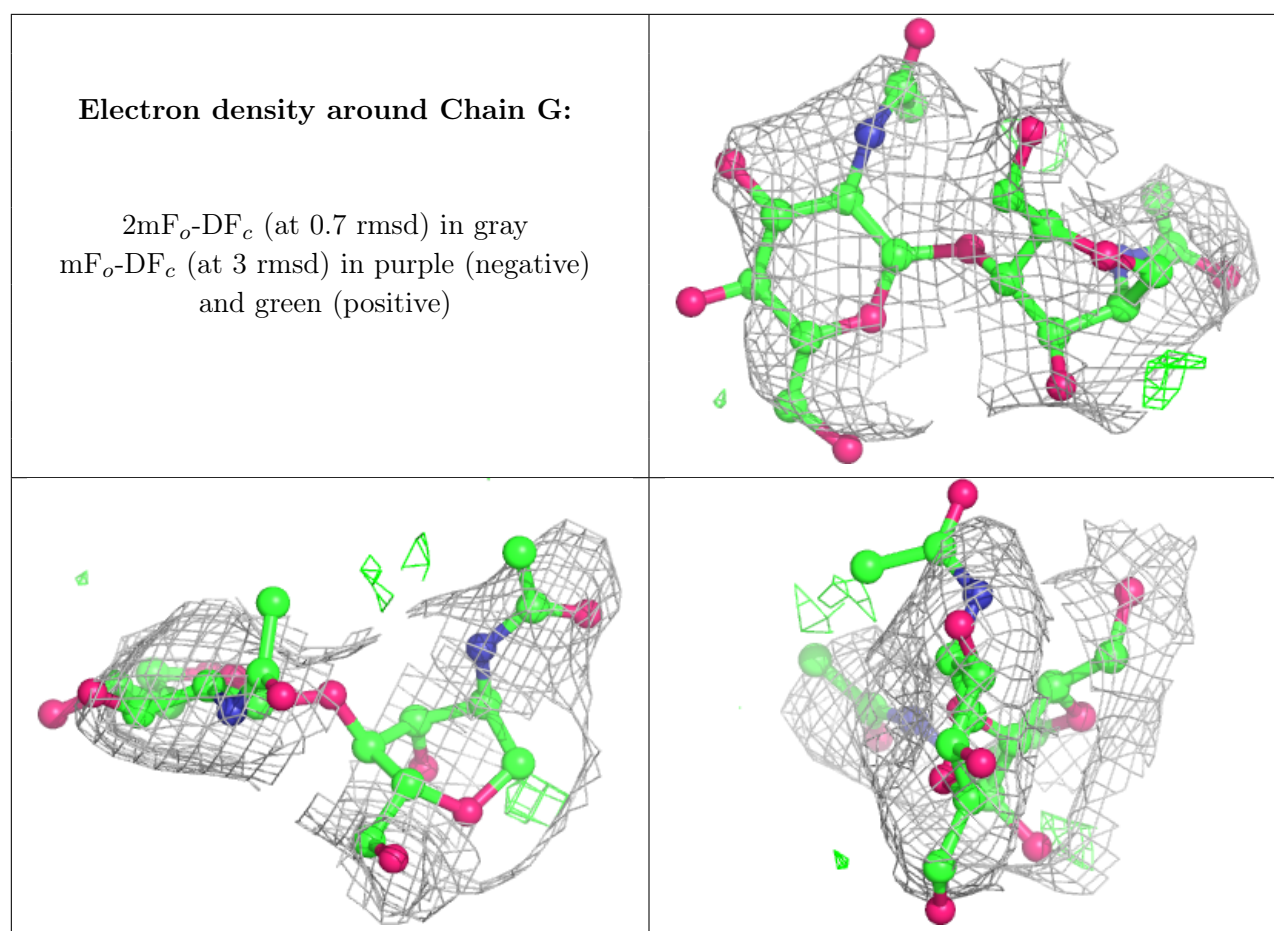 Electron density around Chain G:
2mFₒ-DF𝒸 (at 0.7 rmsd) in gray
mFₒ-DF𝒸 (at 3 rmsd) in purple (negative)
and green (positive)